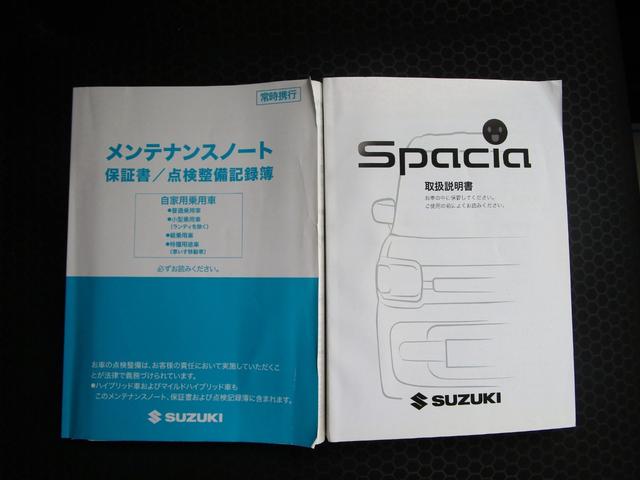 常時携行
メンテナンスノート
保証書／点検整備記録簿
自家用乗用車
●普通乗用車
●小型乗用車
(ランディを除く)
●軽乗用車
●特種用途車
(車いす移動車)
必ずお読みください。
お車の点検整備は、お客様の責任において実施していただくこ
とが法律で義務づけられています。
●ハイブリッド車およびマイルドハイブリッド車も
このメンテナンスノート、保証書および点検記録簿に含まれます。
SUZUKI
Spacia
取扱説明書
お車の中に保管してください。
ご使用の前によくお読みください。
SUZUKI